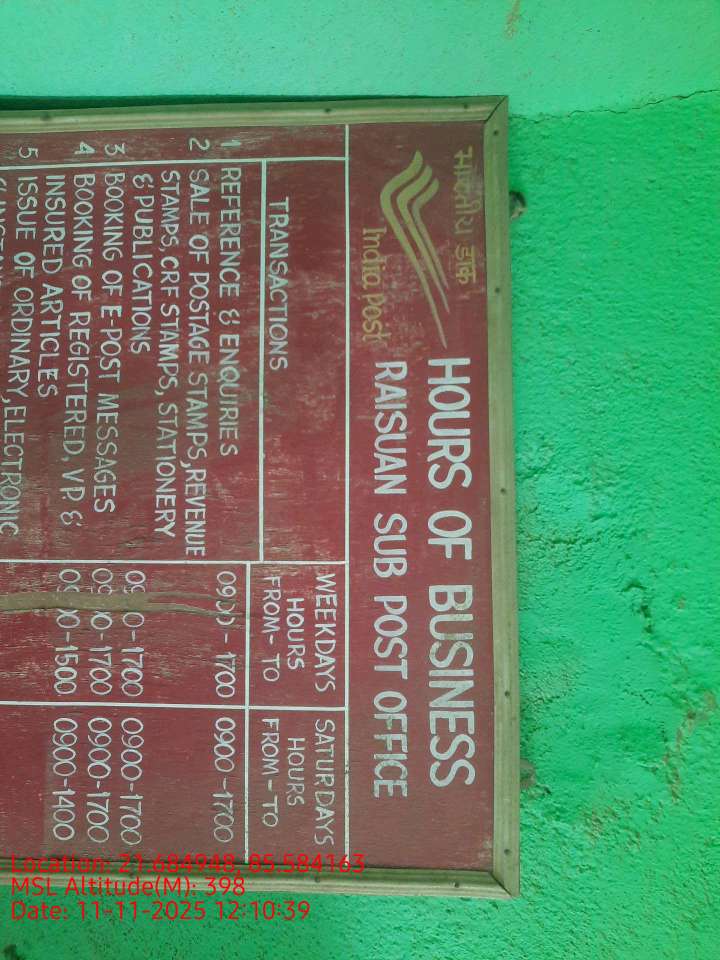 भारतीय डाक
India Post
HOURS OF BUSINESS
RAISUAN SUB POST OFFICE
TRANSACTIONS
WEEKDAYS
HOURS
FROM-TO
SATURDAYS
HOURS
FROM-TO
1 REFERENCE & ENQUIRIES 0900-1700 0900-1700
2 SALE OF POSTAGE STAMPS, REVENUE
STAMPS, CRF STAMPS, STATIONERY
& PUBLICATIONS 0900-1700 0900-1700
3 BOOKING OF E-POST MESSAGES 0900-1700 0900-1700
4 BOOKING OF REGISTERED, V.P. & 0900-1500 0900-1400
INSURED ARTICLES
5 ISSUE OF ORDINARY, ELECTRONIC
Location: 21.684948, 85.584163
MSL Altitude(M): 398
Date: 11-11-2025 12:10:39